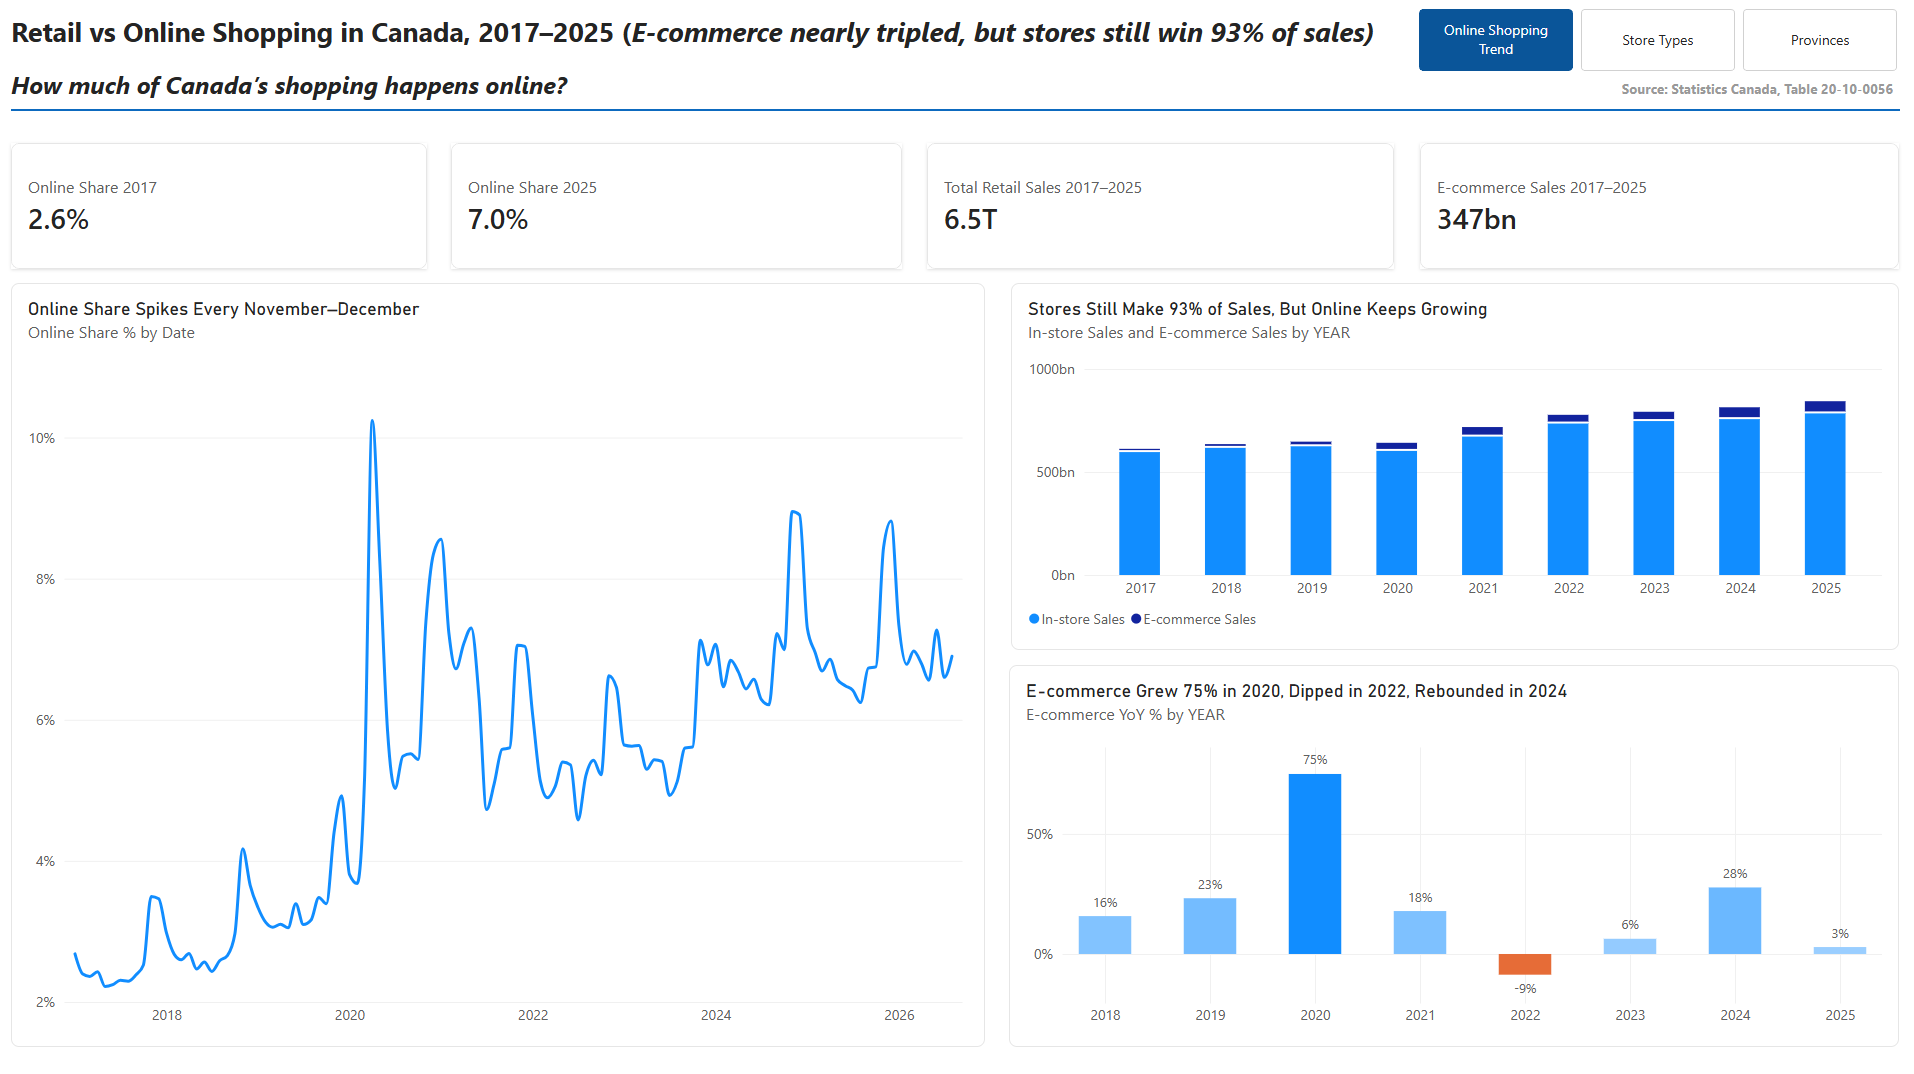 Retail vs Online Shopping in Canada, 2017–2025 (E-commerce nearly tripled, but stores still win 93% of sales)
How much of Canada’s shopping happens online?
Online Shopping
Trend
Store Types
Provinces
Source: Statistics Canada, Table 20-10-0056
Online Share 2017
2.6%
Online Share 2025
7.0%
Total Retail Sales 2017–2025
6.5T
E-commerce Sales 2017–2025
347bn
Online Share Spikes Every November–December
Online Share % by Date
10%
8%
6%
4%
2%
2018 2020 2022 2024 2026
Stores Still Make 93% of Sales, But Online Keeps Growing
In-store Sales and E-commerce Sales by YEAR
1000bn
500bn
0bn
2017 2018 2019 2020 2021 2022 2023 2024 2025
In-store Sales E-commerce Sales
E-commerce Grew 75% in 2020, Dipped in 2022, Rebounded in 2024
E-commerce YoY % by YEAR
50%
0%
16% 23% 75% 18% -9% 6% 28% 3%
2018 2019 2020 2021 2022 2023 2024 2025